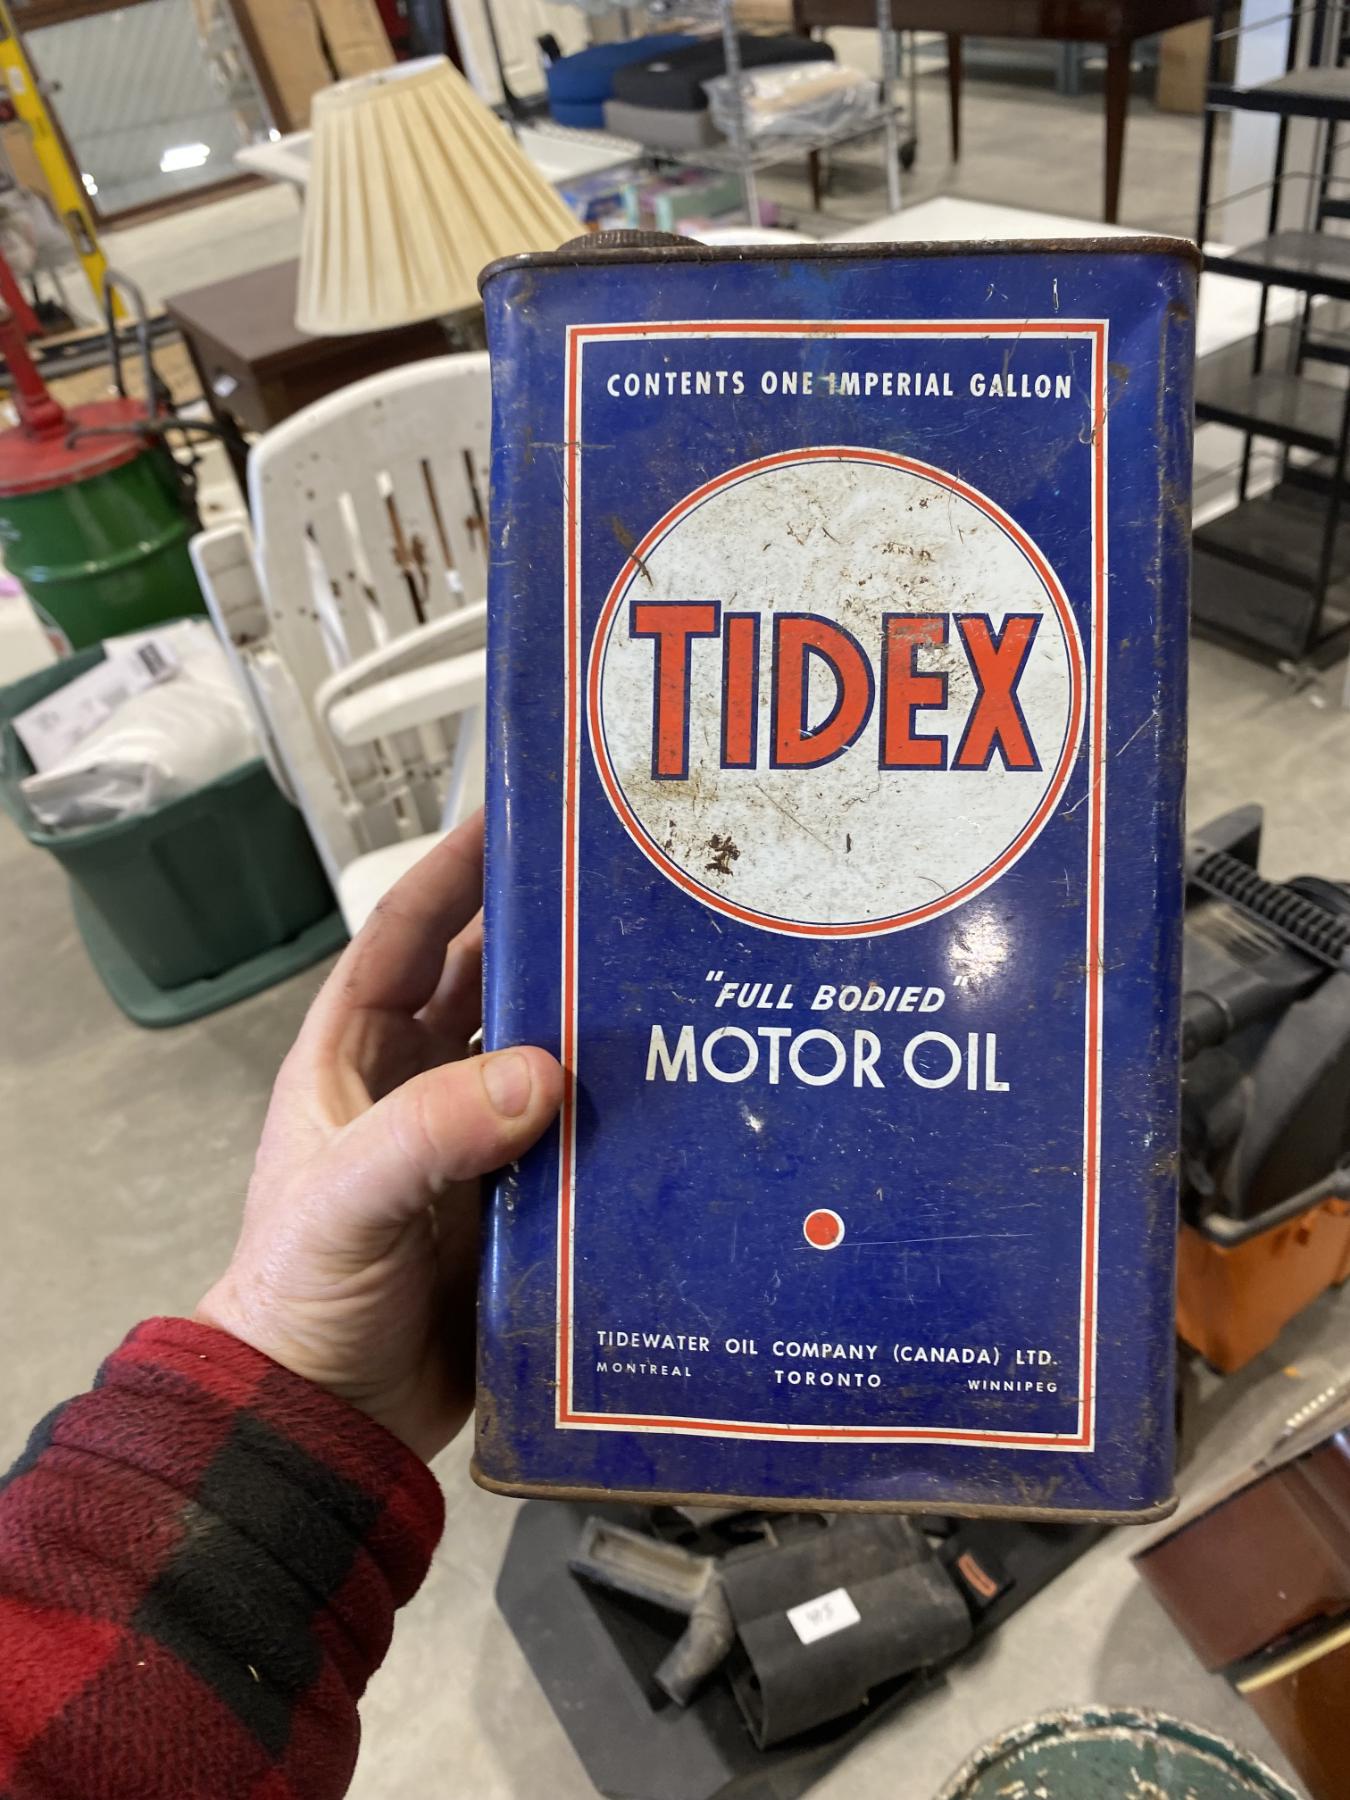 CONTENTS ONE IMPERIAL GALLON
TIDEX
"FULL BODIED"
MOTOR OIL
TIDEWATER OIL COMPANY (CANADA) LTD.
MONTREAL TORONTO WINNIPEG